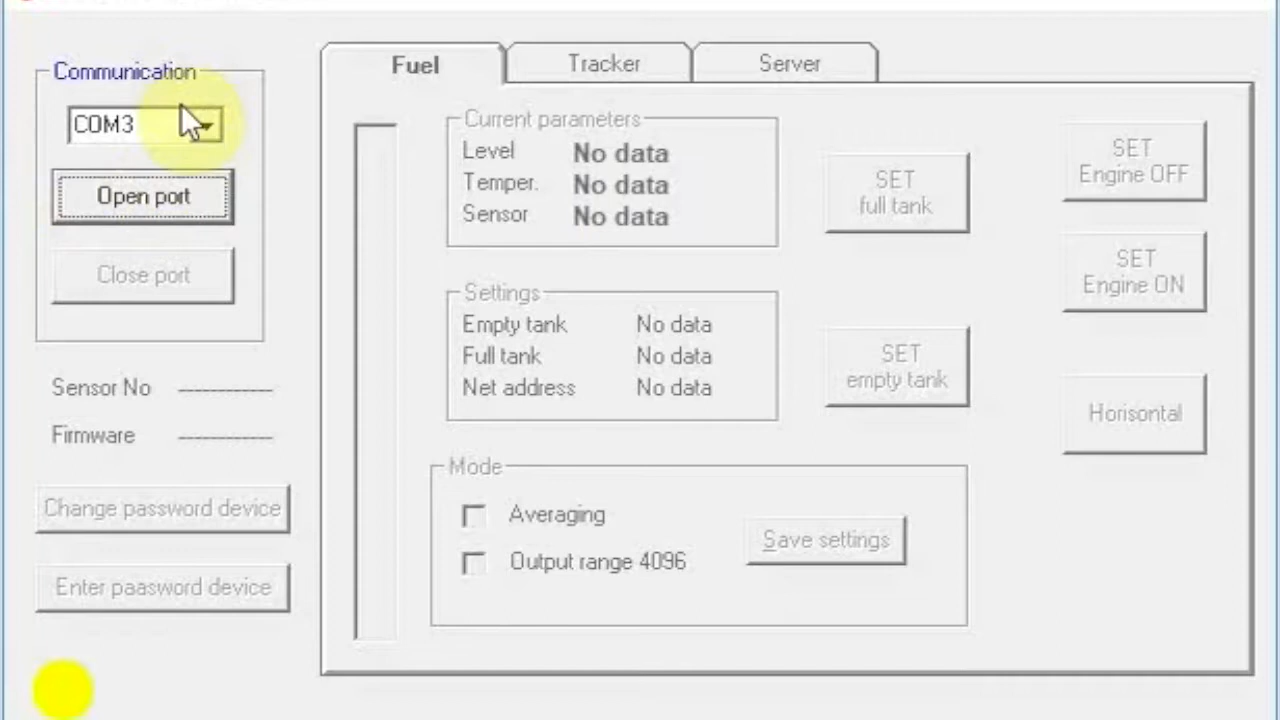 Communication
COM3
Open port
Close port
Sensor No
Firmware
Change password device
Enter paasword device
Fuel
Tracker
Server
Current parameters
Level No data
Temper. No data
Sensor No data
SET
full tank
Settings
Empty tank No data
Full tank No data
Net address No data
SET
empty tank
Mode
Averaging
Output range 4096
Save settings
SET
Engine OFF
SET
Engine ON
Horisontal